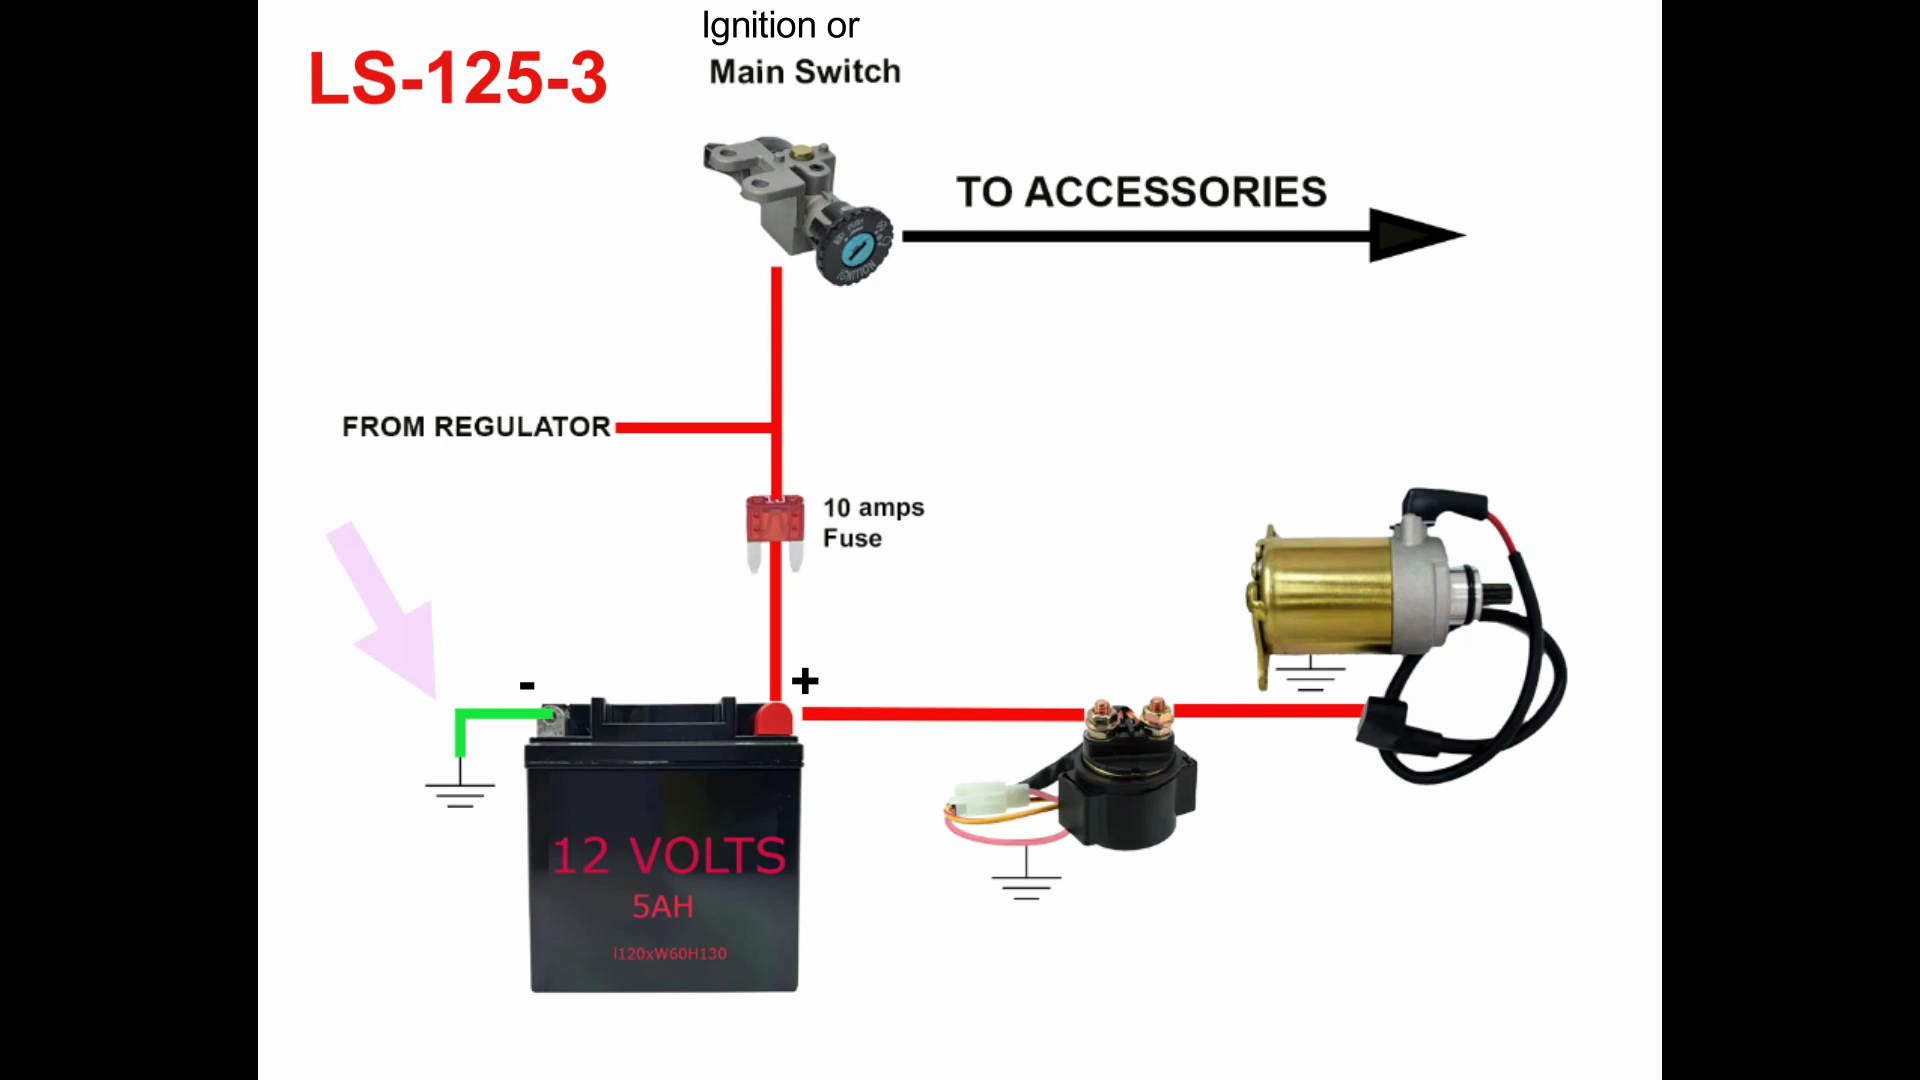 Ignition or
Main Switch
LS-125-3
TO ACCESSORIES
FROM REGULATOR
10 amps
Fuse
-
+
12 VOLTS
5AH
l120xW60H130